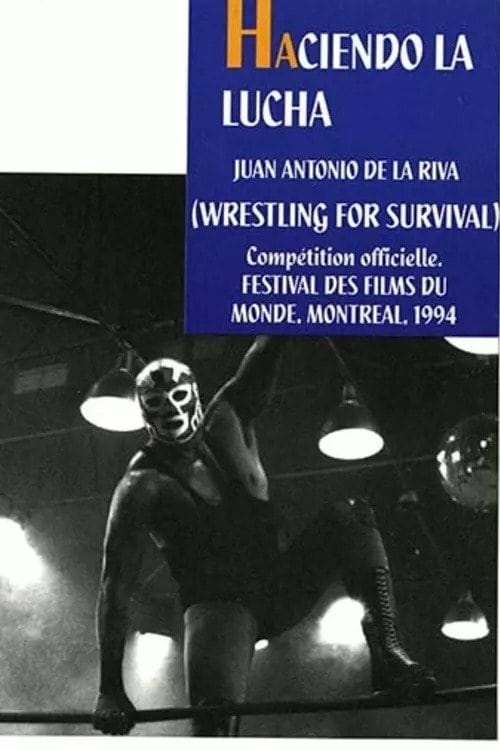 HACIENDO LA
LUCHA
JUAN ANTONIO DE LA RIVA
(WRESTLING FOR SURVIVAL)
Compétition officielle.
FESTIVAL DES FILMS DU
MONDE. MONTREAL, 1994